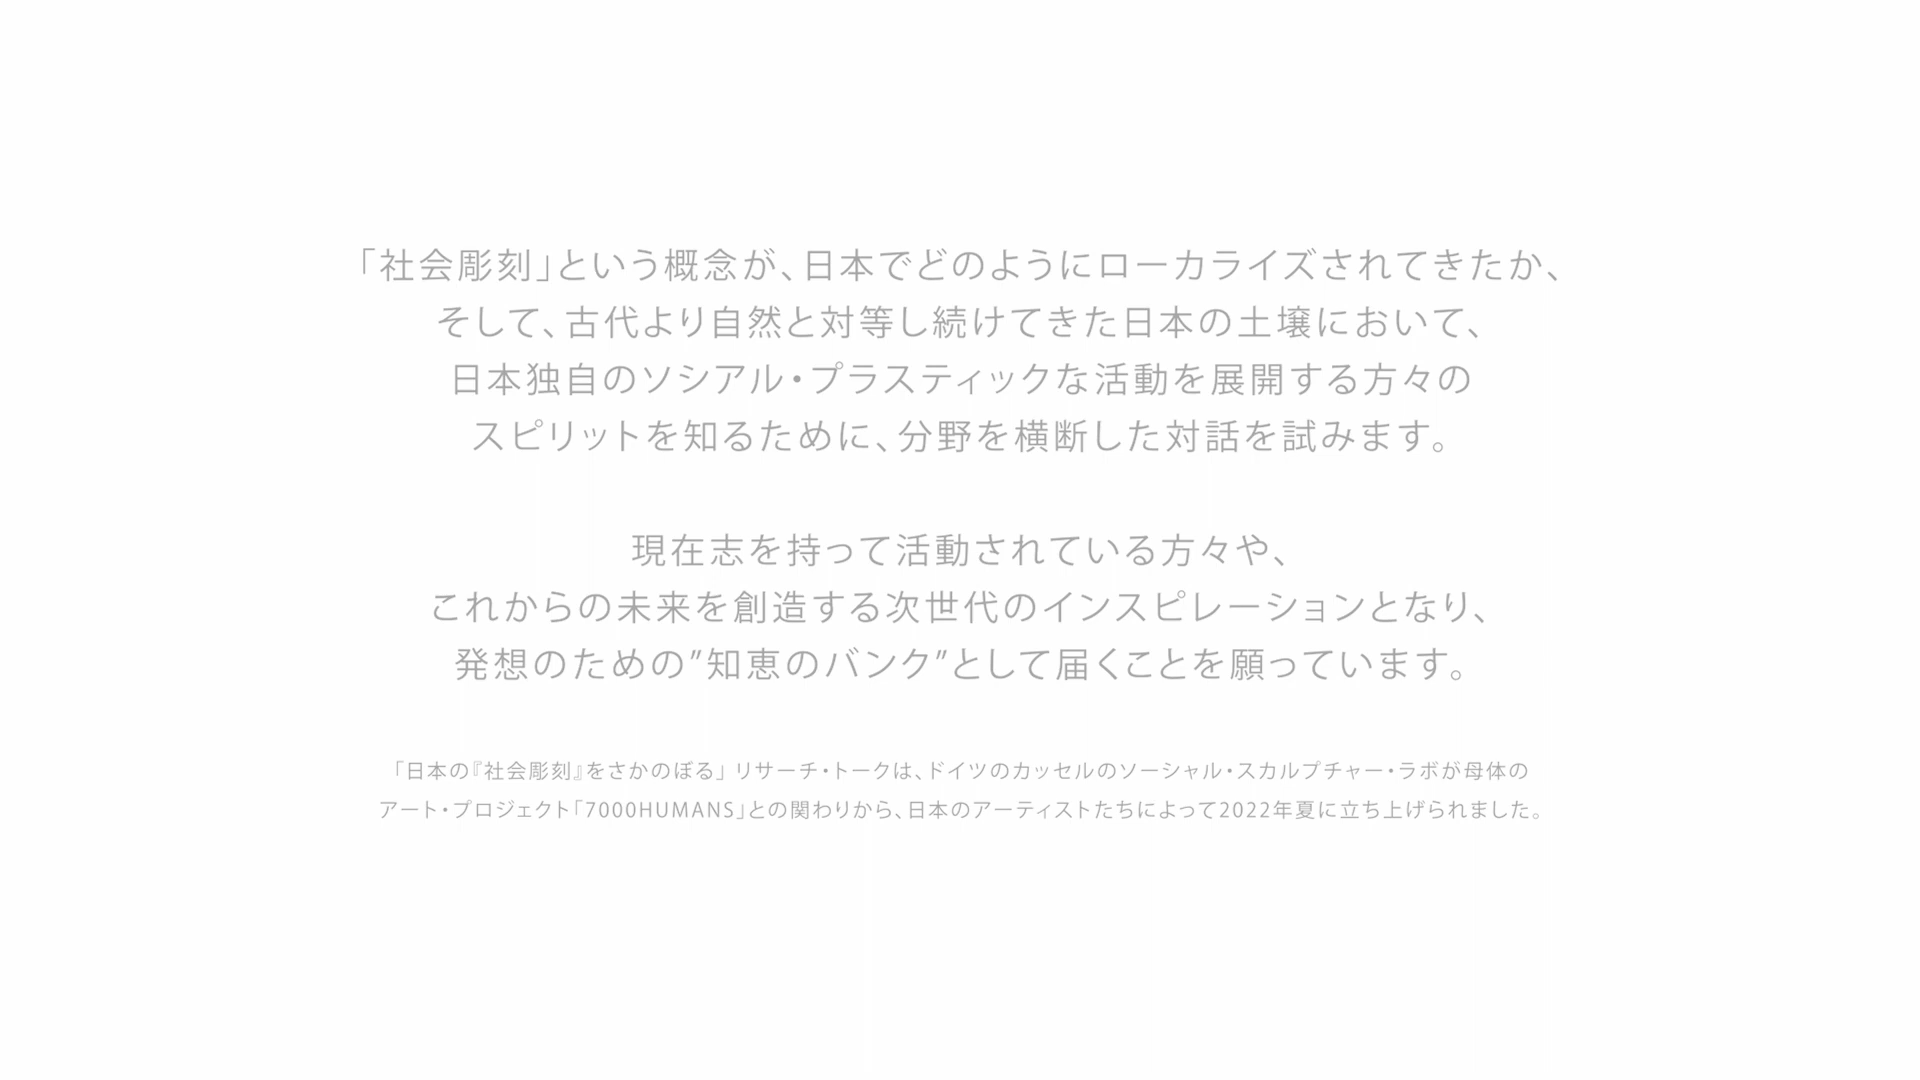 「社会彫刻」という概念が、日本でどのようにローカライズされてきたか、
そして、古代より自然と対等し続けてきた日本の土壌において、
日本独自のソシアル・プラスティックな活動を展開する方々の
スピリットを知るために、分野を横断した対話を試みます。
現在志を持って活動されている方々や、
これからの未来を創造する次世代のインスピレーションとなり、
発想のための”知恵のバンク”として届くことを願っています。
「日本の『社会彫刻』をさかのぼる」リサーチ・トークは、ドイツのカッセルのソーシャル・スカルプチャー・ラボが母体の
アート・プロジェクト「7000HUMANS」との関わりから、日本のアーティストたちによって2022年夏に立ち上げられました。